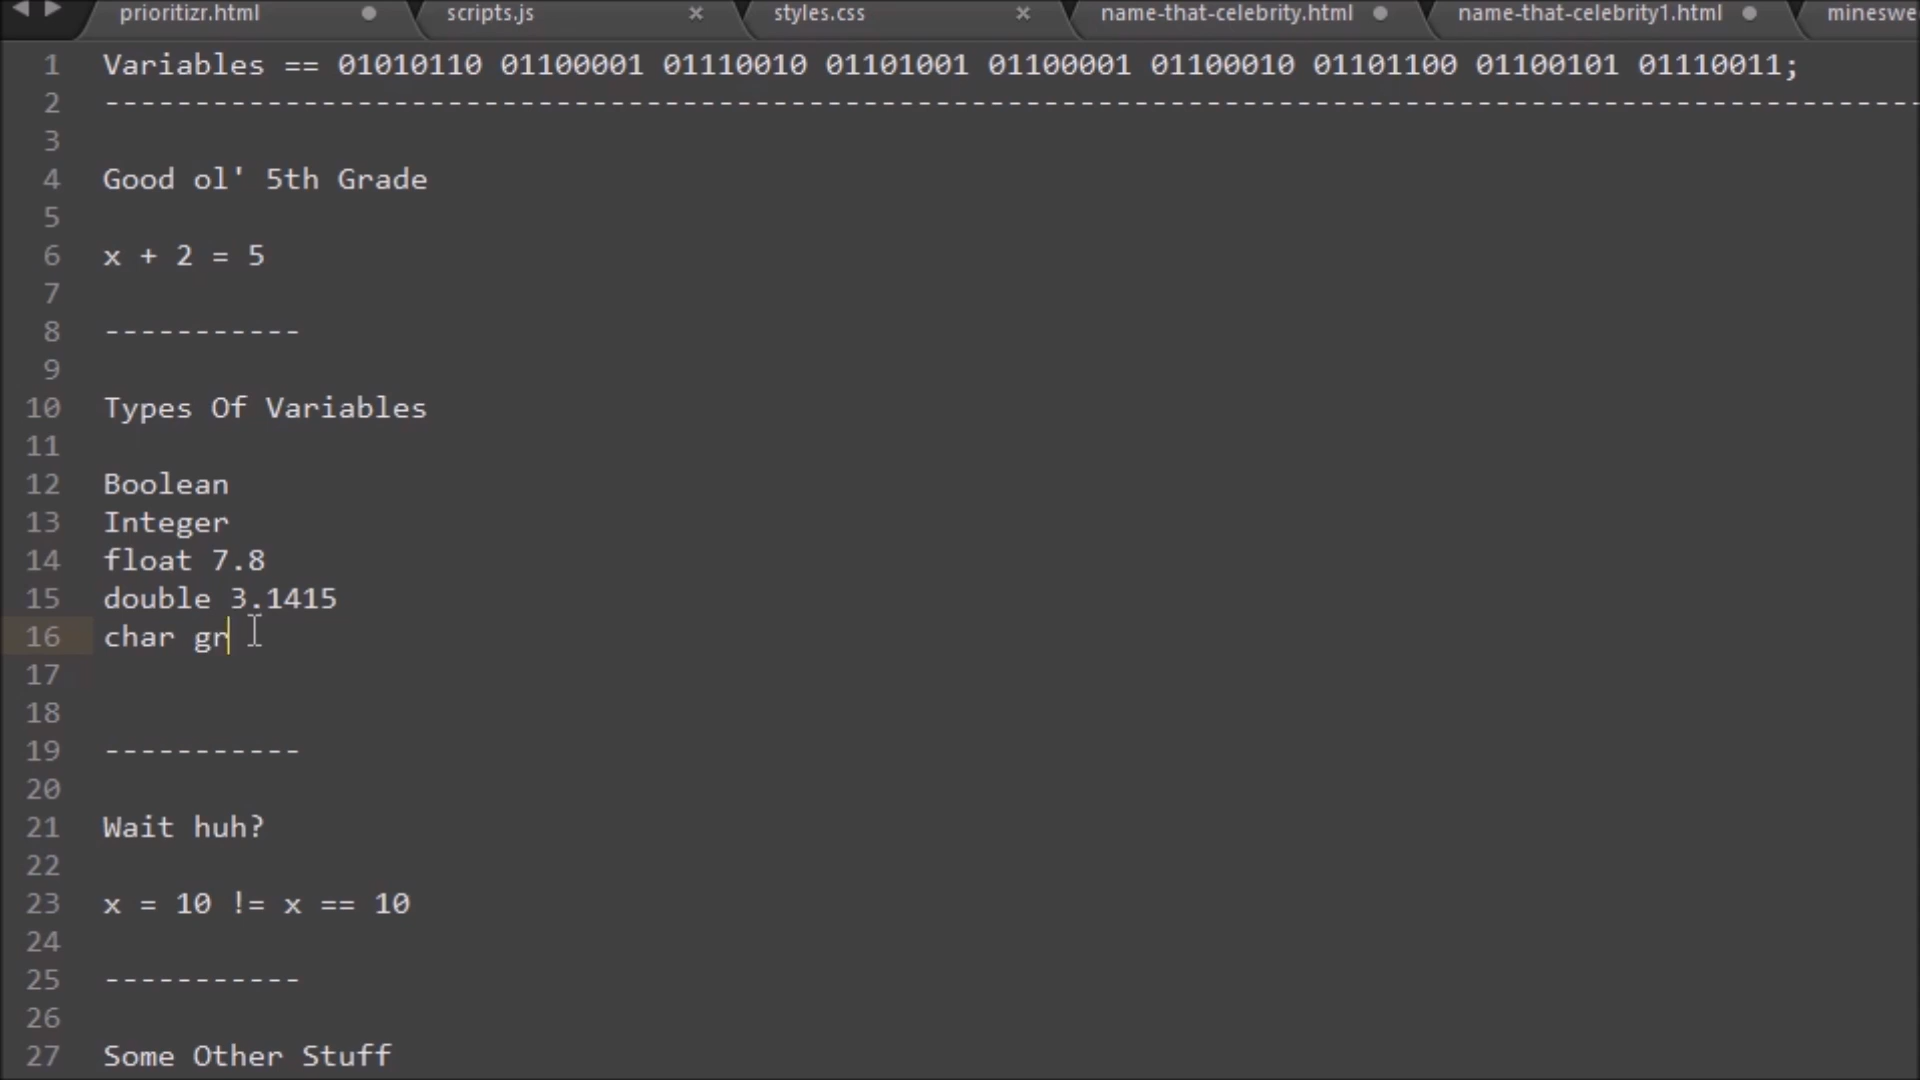 prioritizr.html scripts.js styles.css name-that-celebrity.html name-that-celebrity1.html mineswe
1 Variables == 01010110 01100001 01110010 01101001 01100001 01100010 01101100 01100101 01110011;
2 ----------------------------------------------------------------------------------------------------
3
4 Good ol' 5th Grade
5
6 x + 2 = 5
7
8 -----------
9
10 Types Of Variables
11
12 Boolean
13 Integer
14 float 7.8
15 double 3.1415
16 char gr
17
18
19 -----------
20
21 Wait huh?
22
23 x = 10 != x == 10
24
25 -----------
26
27 Some Other Stuff